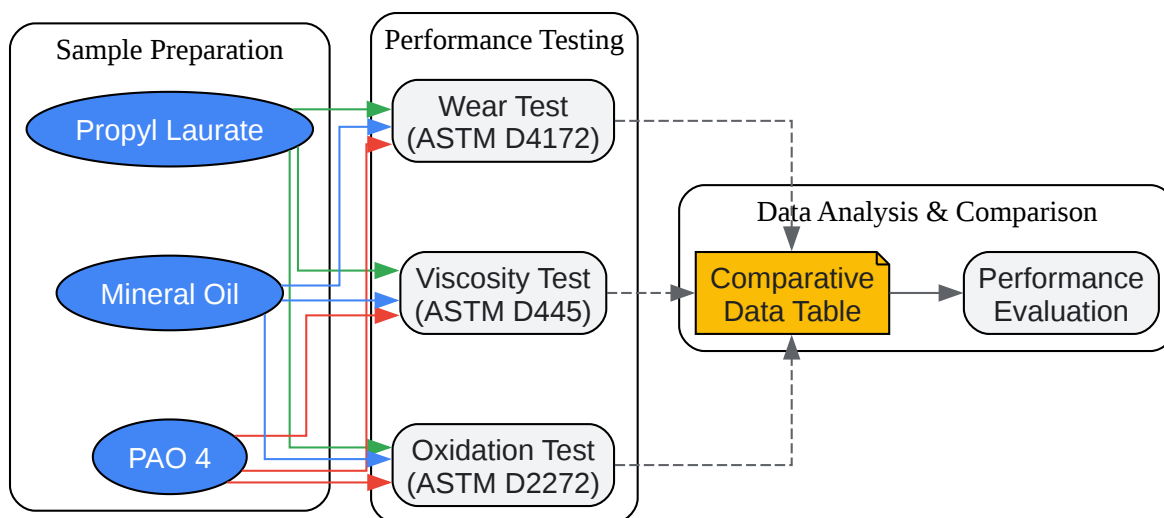 Sample Preparation
Propyl Laurate
Mineral Oil
PAO 4
Performance Testing
Wear Test
(ASTM D4172)
Viscosity Test
(ASTM D445)
Oxidation Test
(ASTM D2272)
Data Analysis & Comparison
Comparative
Data Table
Performance
Evaluation